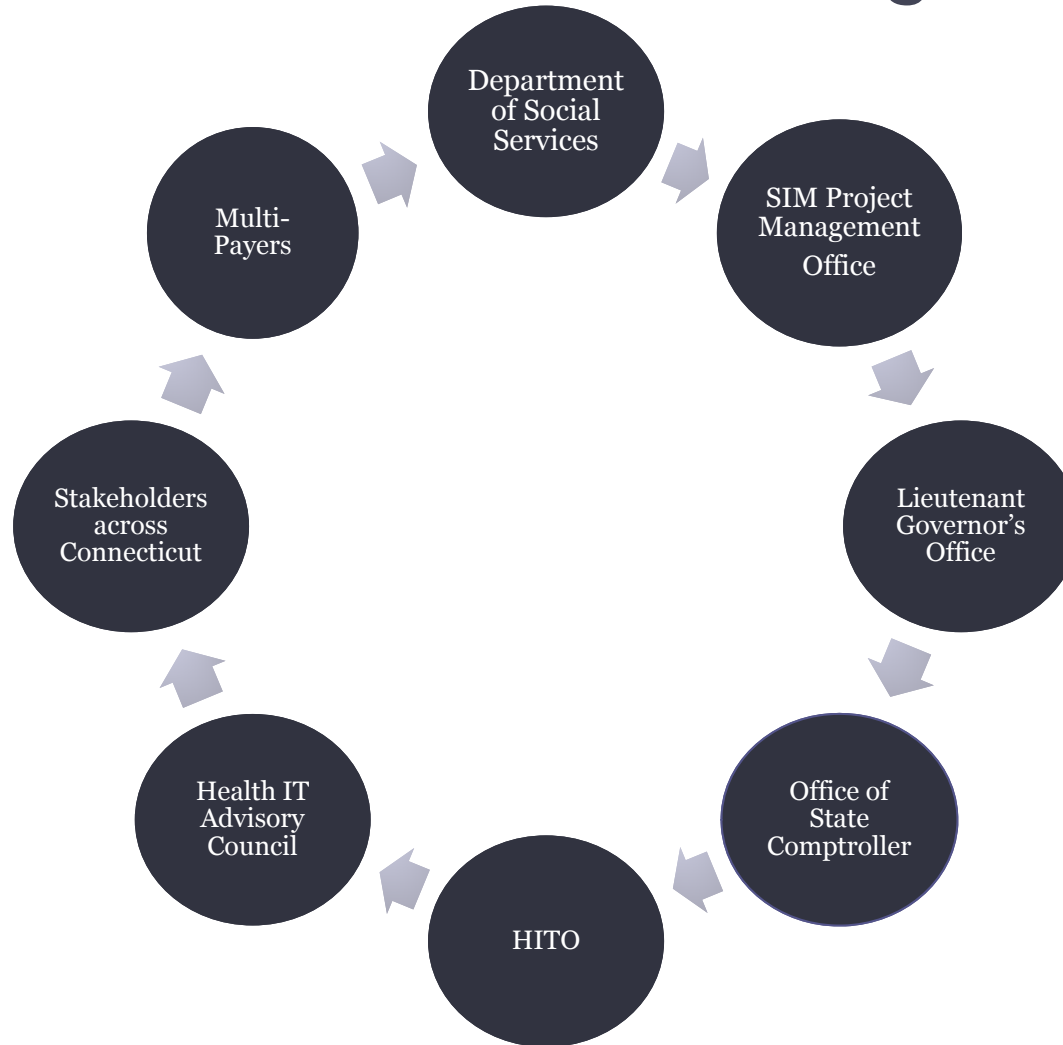 Department
of Social
Services
SIM Project
Management
Office
Lieutenant
Governor’s
Office
Office of
State
Comptroller
HITO
Health IT
Advisory
Council
Stakeholders
across
Connecticut
Multi-
Payers